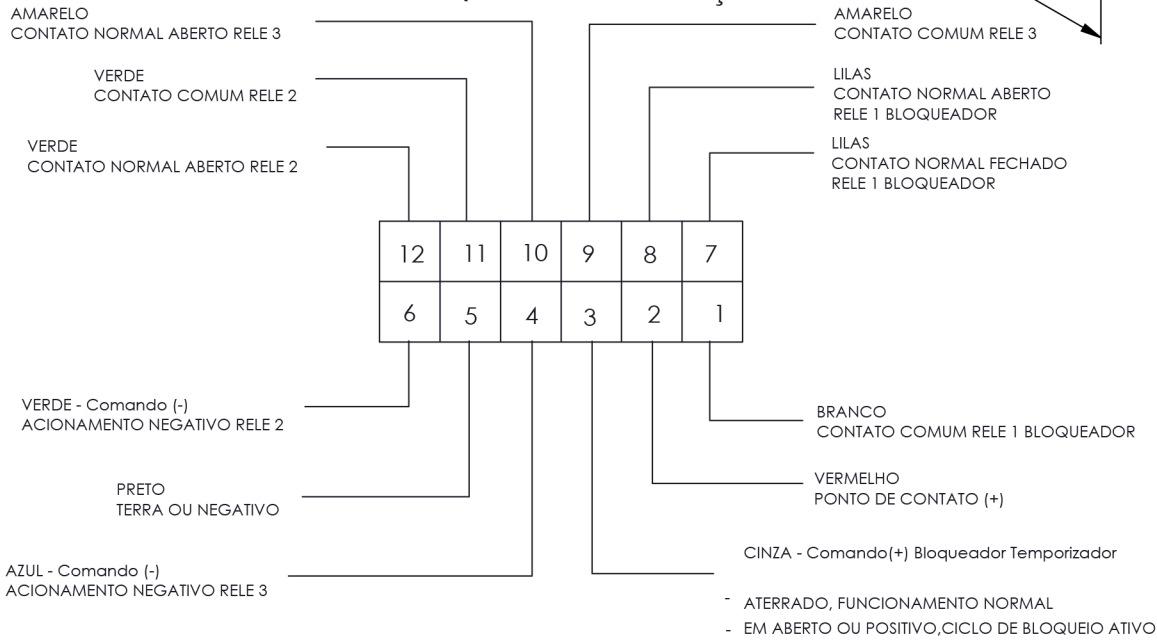 AMARELO
CONTATO NORMAL ABERTO RELE 3
AMARELO
CONTATO COMUM RELE 3
VERDE
CONTATO COMUM RELE 2
LILAS
CONTATO NORMAL ABERTO
RELE 1 BLOQUEADOR
VERDE
CONTATO NORMAL ABERTO RELE 2
LILAS
CONTATO NORMAL FECHADO
RELE 1 BLOQUEADOR
12 11 10 9 8 7
6 5 4 3 2 1
VERDE - Comando (-)
ACIONAMENTO NEGATIVO RELE 2
BRANCO
CONTATO COMUM RELE 1 BLOQUEADOR
PRETO
TERRA OU NEGATIVO
VERMELHO
PONTO DE CONTATO (+)
AZUL - Comando (-)
ACIONAMENTO NEGATIVO RELE 3
CINZA - Comando(+) Bloqueador Temporizador
- ATERRADO, FUNCIONAMENTO NORMAL
- EM ABERTO OU POSITIVO,CICLO DE BLOQUEIO ATIVO